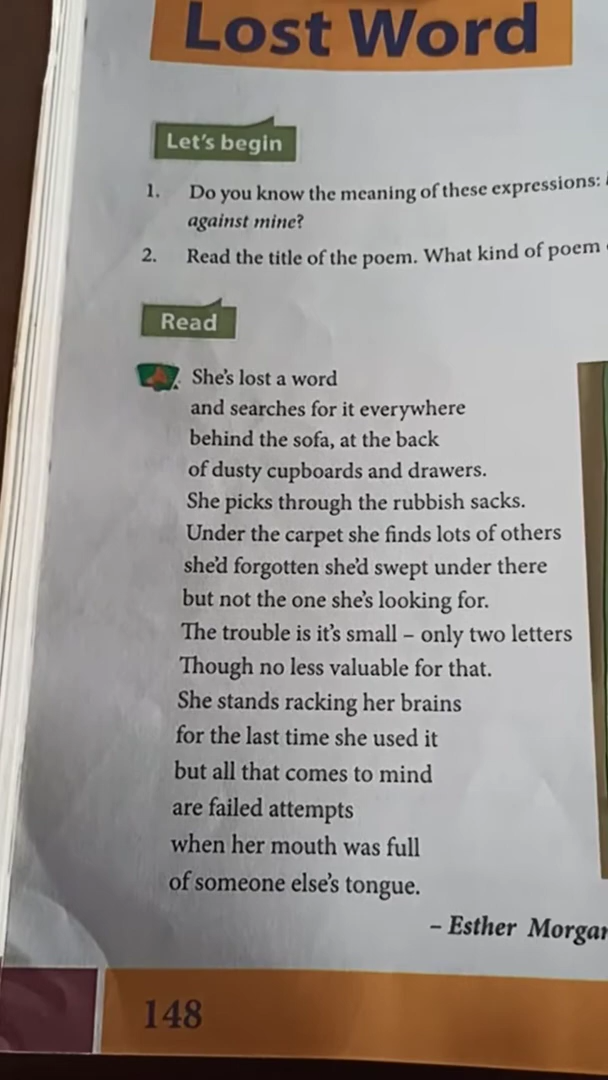 Lost Word
Let's begin
1. Do you know the meaning of these expressions:
against mine?
2. Read the title of the poem. What kind of poem
Read
She's lost a word
and searches for it everywhere
behind the sofa, at the back
of dusty cupboards and drawers.
She picks through the rubbish sacks.
Under the carpet she finds lots of others
she'd forgotten she'd swept under there
but not the one she's looking for.
The trouble is it's small – only two letters
Though no less valuable for that.
She stands racking her brains
for the last time she used it
but all that comes to mind
are failed attempts
when her mouth was full
of someone else's tongue.
– Esther Morgan
148